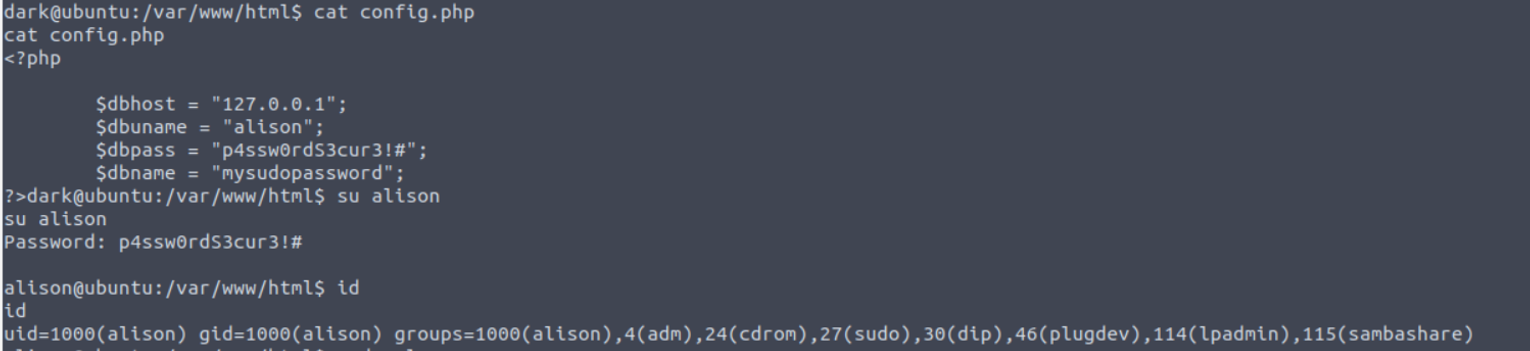 dark@ubuntu:/var/www/html$ cat config.php
cat config.php
<?php
$dbhost = "127.0.0.1";
$dbuname = "alison";
$dbpass = "p4ssw0rdS3cur3!#";
$dbname = "mysudopassword";
?>dark@ubuntu:/var/www/html$ su alison
su alison
Password: p4ssw0rdS3cur3!#
alison@ubuntu:/var/www/html$ id
id
uid=1000(alison) gid=1000(alison) groups=1000(alison),4(adm),24(cdrom),27(sudo),30(dip),46(plugdev),114(lpadmin),115(sambashare)